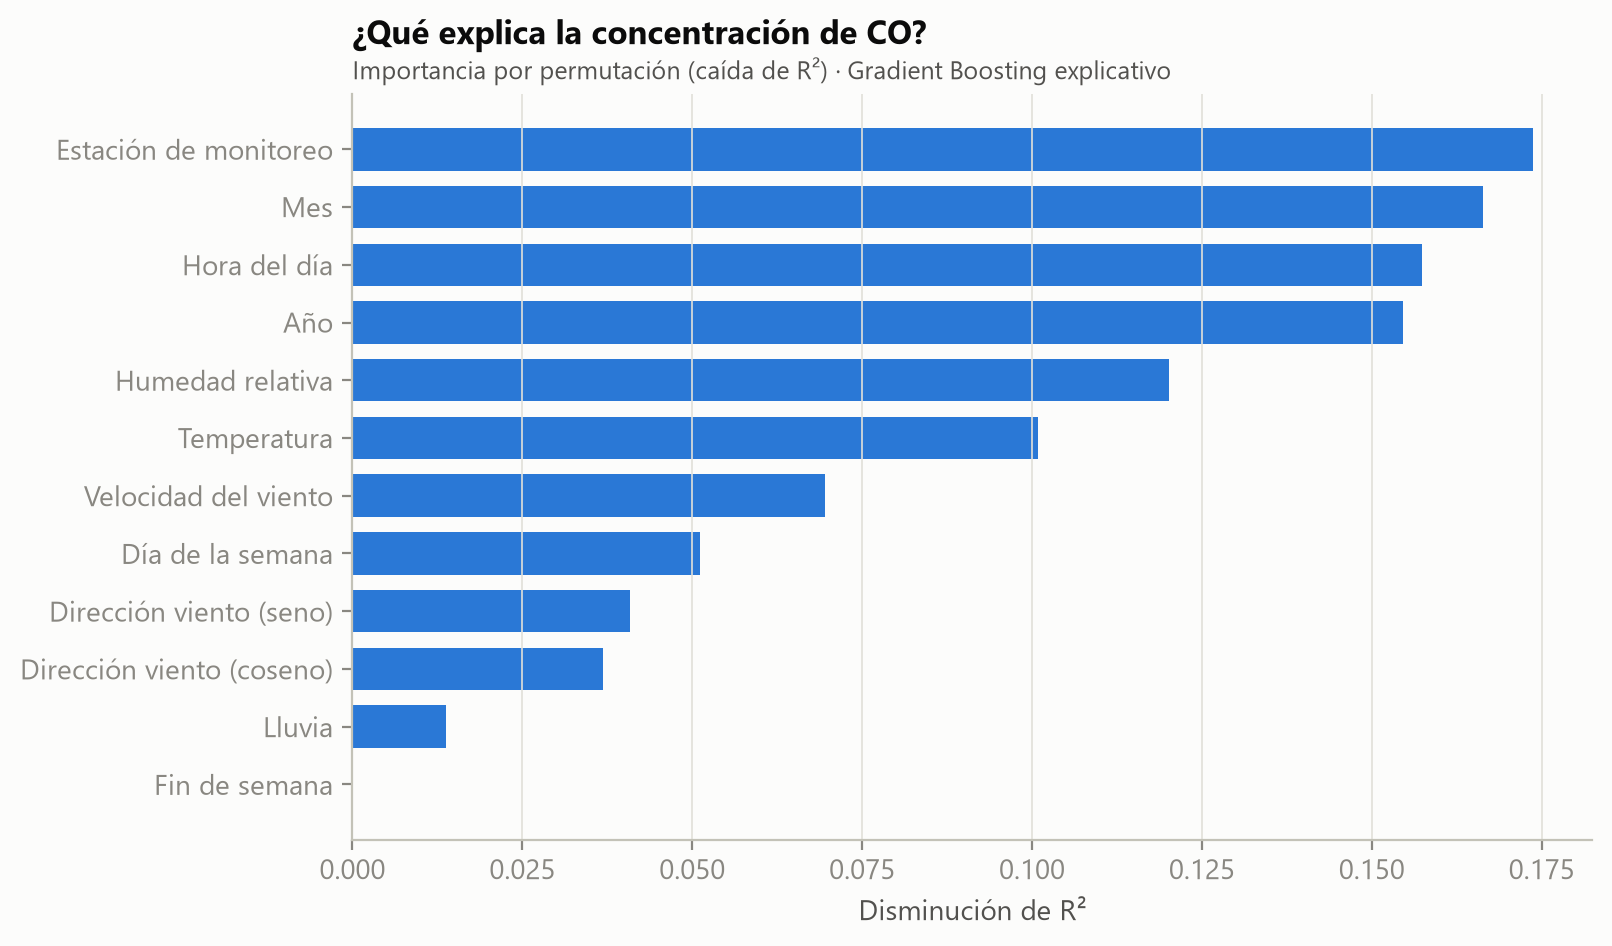 ¿Qué explica la concentración de CO?
Importancia por permutación (caída de R²) · Gradient Boosting explicativo
Estación de monitoreo
Mes
Hora del día
Año
Humedad relativa
Temperatura
Velocidad del viento
Día de la semana
Dirección viento (seno)
Dirección viento (coseno)
Lluvia
Fin de semana
0.000 0.025 0.050 0.075 0.100 0.125 0.150 0.175
Disminución de R²